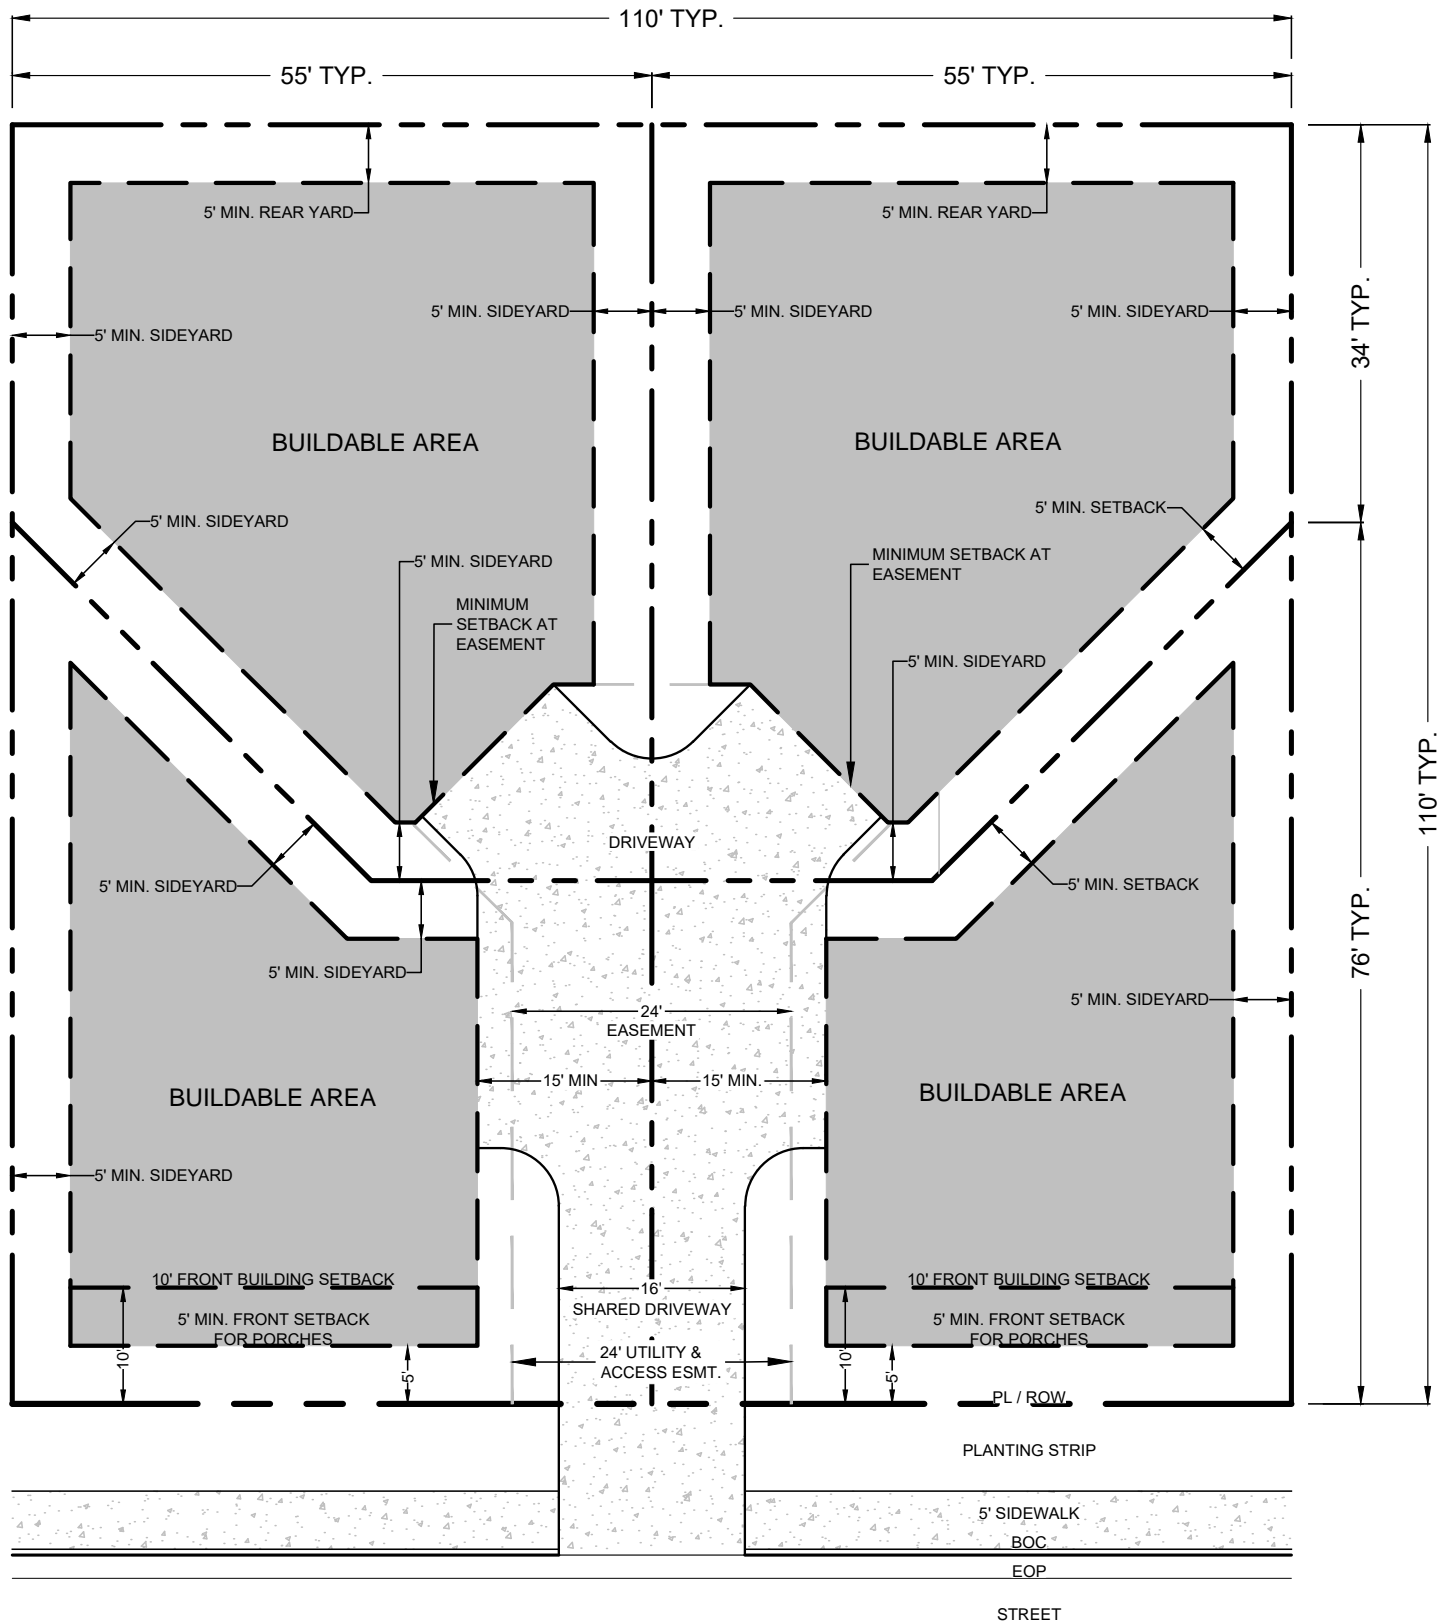 110' TYP.
55' TYP.
55' TYP.
5' MIN. REAR YARD
5' MIN. REAR YARD
5' MIN. SIDEYARD
5' MIN. SIDEYARD
5' MIN. SIDEYARD
5' MIN. SIDEYARD
34' TYP.
BUILDABLE AREA
BUILDABLE AREA
5' MIN. SIDEYARD
5' MIN. SETBACK
5' MIN. SIDEYARD
MINIMUM SETBACK AT
EASEMENT
MINIMUM
SETBACK AT
EASEMENT
5' MIN. SIDEYARD
110' TYP.
DRIVEWAY
5' MIN. SIDEYARD
5' MIN. SETBACK
76' TYP.
5' MIN. SIDEYARD
5' MIN. SIDEYARD
24'
EASEMENT
15' MIN
15' MIN.
BUILDABLE AREA
BUILDABLE AREA
5' MIN. SIDEYARD
10' FRONT BUILDING SETBACK
10' FRONT BUILDING SETBACK
16'
SHARED DRIVEWAY
5' MIN. FRONT SETBACK
FOR PORCHES
5' MIN. FRONT SETBACK
FOR PORCHES
10'
5'
24' UTILITY &
ACCESS ESMT.
10'
5'
PL / ROW
PLANTING STRIP
5' SIDEWALK
BOC
EOP
STREET